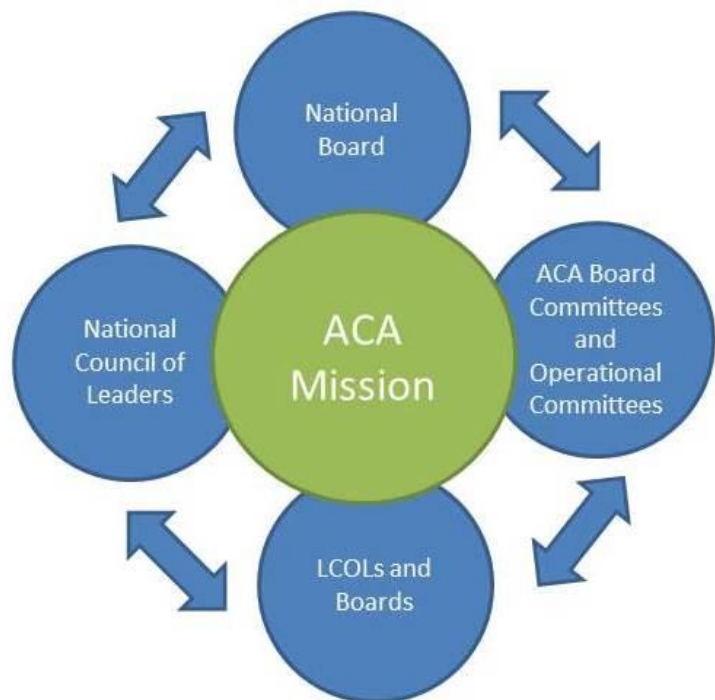 National
Board
ACA Board
Committees
and
Operational
Committees
National
Council of
Leaders
ACA
Mission
LCOLs and
Boards